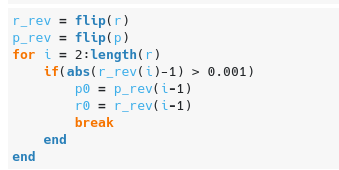 r_rev = flip(r)
p_rev = flip(p)
for i = 2:length(r)
    if(abs(r_rev(i)-1) > 0.001)
        p0 = p_rev(i-1)
        r0 = r_rev(i-1)
        break
    end
end